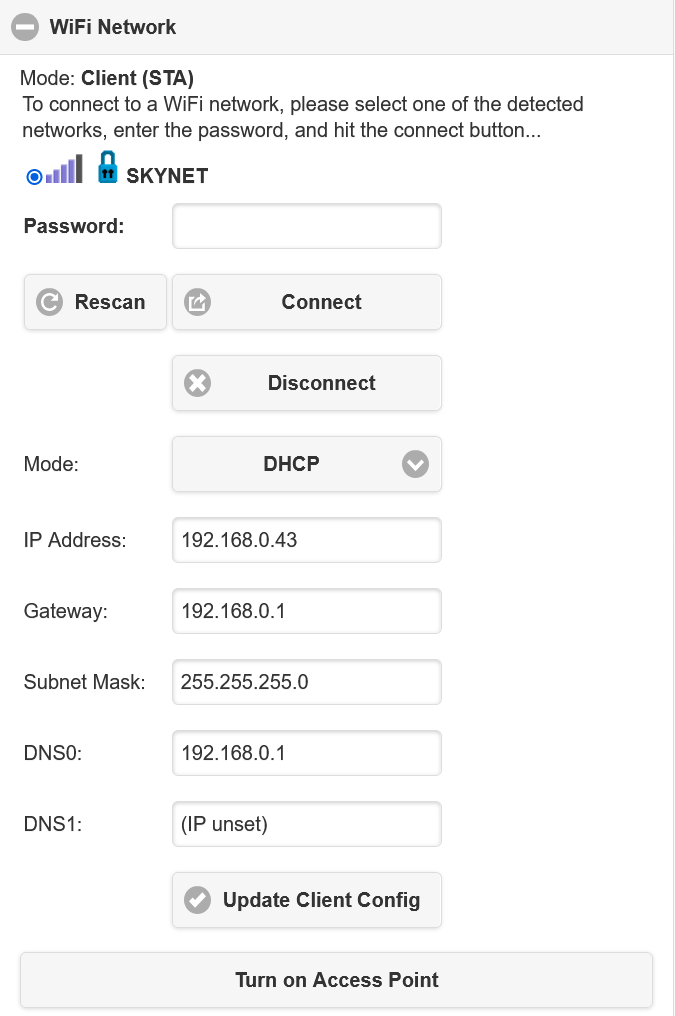 WiFi Network
Mode: Client (STA)
To connect to a WiFi network, please select one of the detected
networks, enter the password, and hit the connect button...
SKYNET
Password:
Rescan Connect
Disconnect
Mode: DHCP
IP Address: 192.168.0.43
Gateway: 192.168.0.1
Subnet Mask: 255.255.255.0
DNS0: 192.168.0.1
DNS1: (IP unset)
Update Client Config
Turn on Access Point